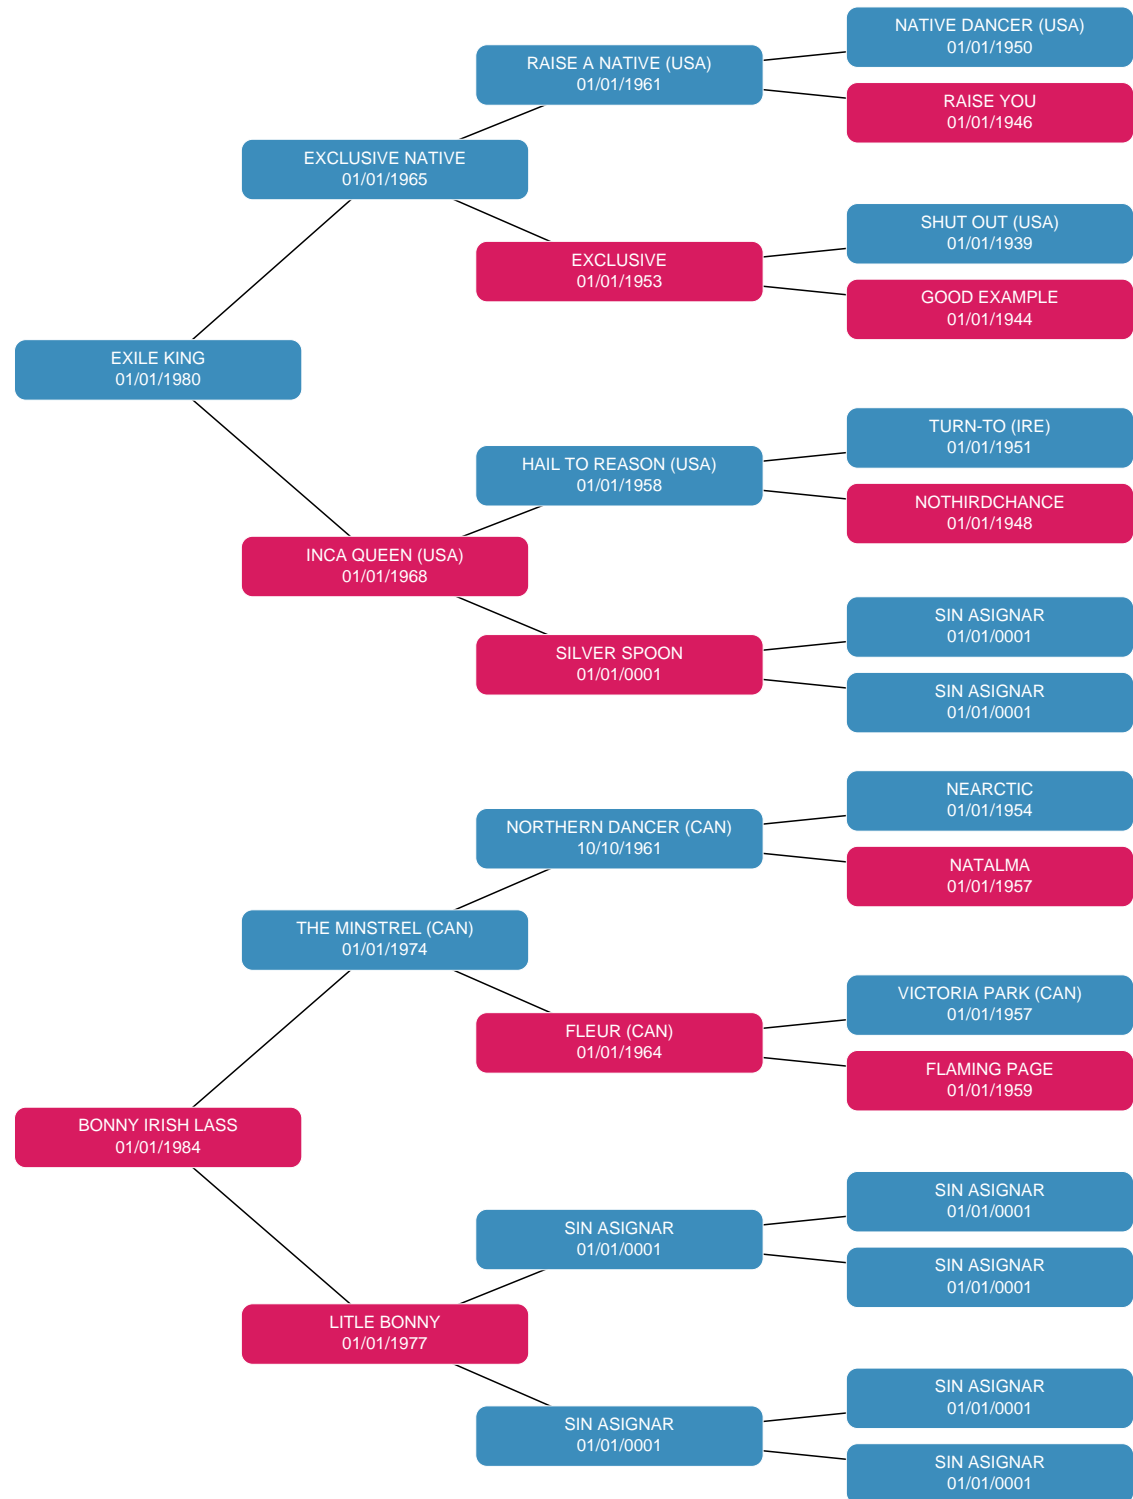 NATIVE DANCER (USA)
01/01/1950
RAISE A NATIVE (USA)
01/01/1961
RAISE YOU
01/01/1946
EXCLUSIVE NATIVE
01/01/1965
SHUT OUT (USA)
01/01/1939
EXCLUSIVE
01/01/1953
GOOD EXAMPLE
01/01/1944
EXILE KING
01/01/1980
TURN-TO (IRE)
01/01/1951
HAIL TO REASON (USA)
01/01/1958
NOTHIRDCHANCE
01/01/1948
INCA QUEEN (USA)
01/01/1968
SIN ASIGNAR
01/01/0001
SILVER SPOON
01/01/0001
SIN ASIGNAR
01/01/0001
NEARCTIC
01/01/1954
NORTHERN DANCER (CAN)
10/10/1961
NATALMA
01/01/1957
THE MINSTREL (CAN)
01/01/1974
VICTORIA PARK (CAN)
01/01/1957
FLEUR (CAN)
01/01/1964
FLAMING PAGE
01/01/1959
BONNY IRISH LASS
01/01/1984
SIN ASIGNAR
01/01/0001
SIN ASIGNAR
01/01/0001
SIN ASIGNAR
01/01/0001
LITLE BONNY
01/01/1977
SIN ASIGNAR
01/01/0001
SIN ASIGNAR
01/01/0001
SIN ASIGNAR
01/01/0001